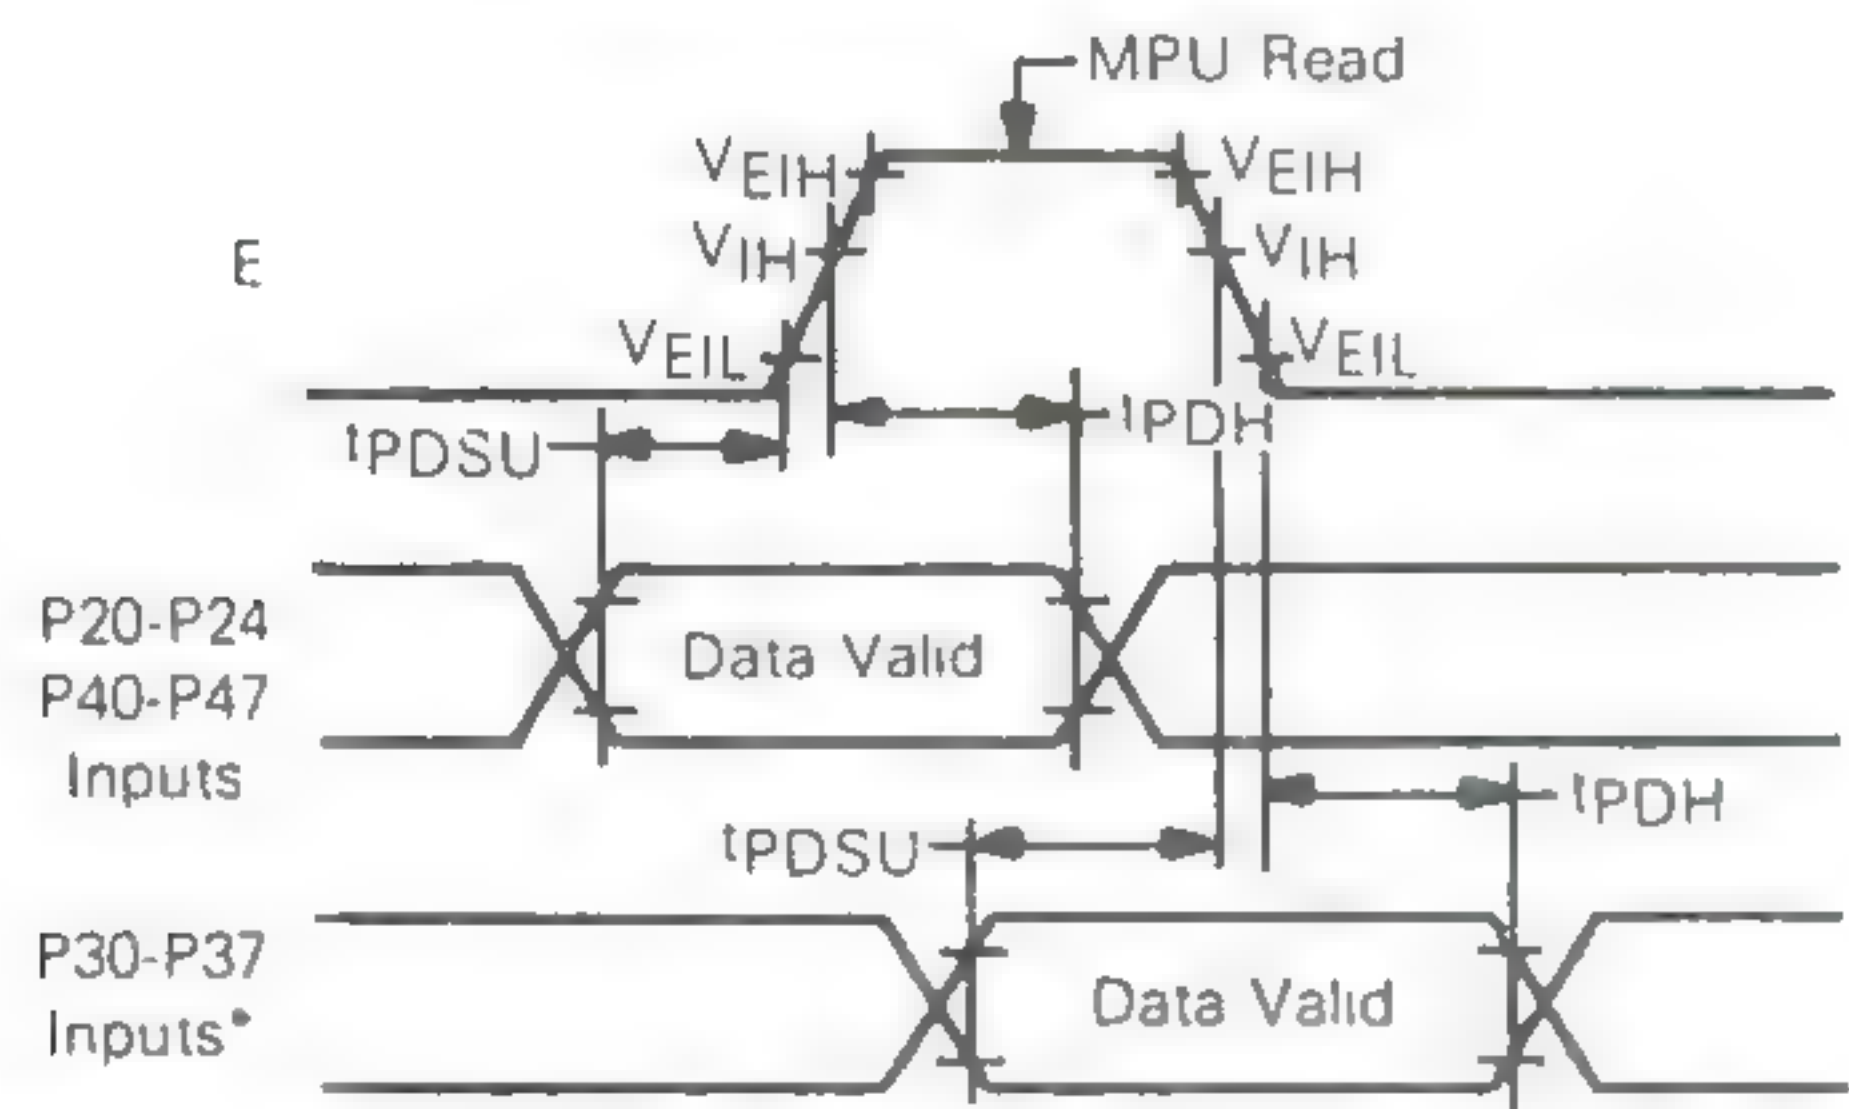 MPU Read
VEIH
VEIH
VIH
VIH
E
VEIL
VEIL
tPDH
tPDSU
P20-P24
P40-P47
Inputs
Data Valid
tPDH
tPDSU
P30-P37
Inputs*
Data Valid